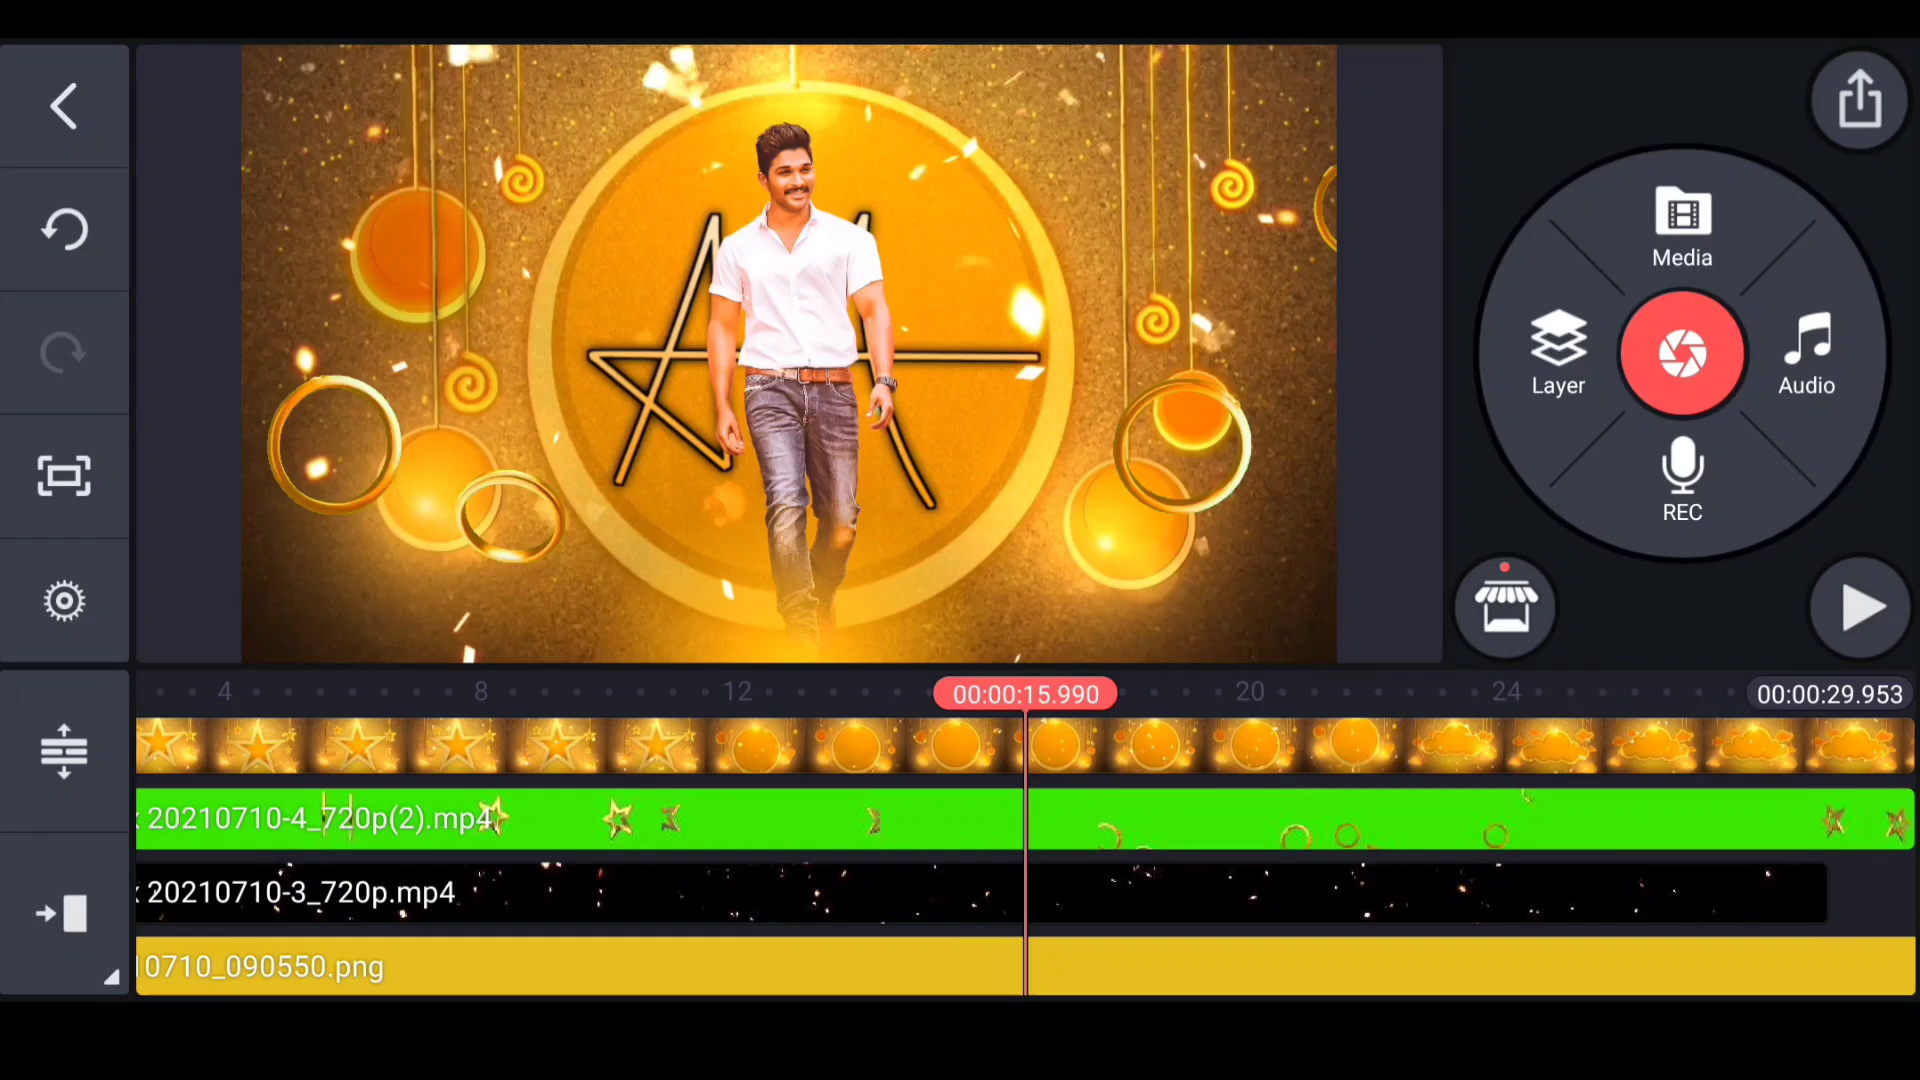 Media
Layer
Audio
REC
4
8
12
00:00:15.990
20
24
00:00:29.953
20210710-4_720p(2).mp4
20210710-3_720p.mp4
0710_090550.png